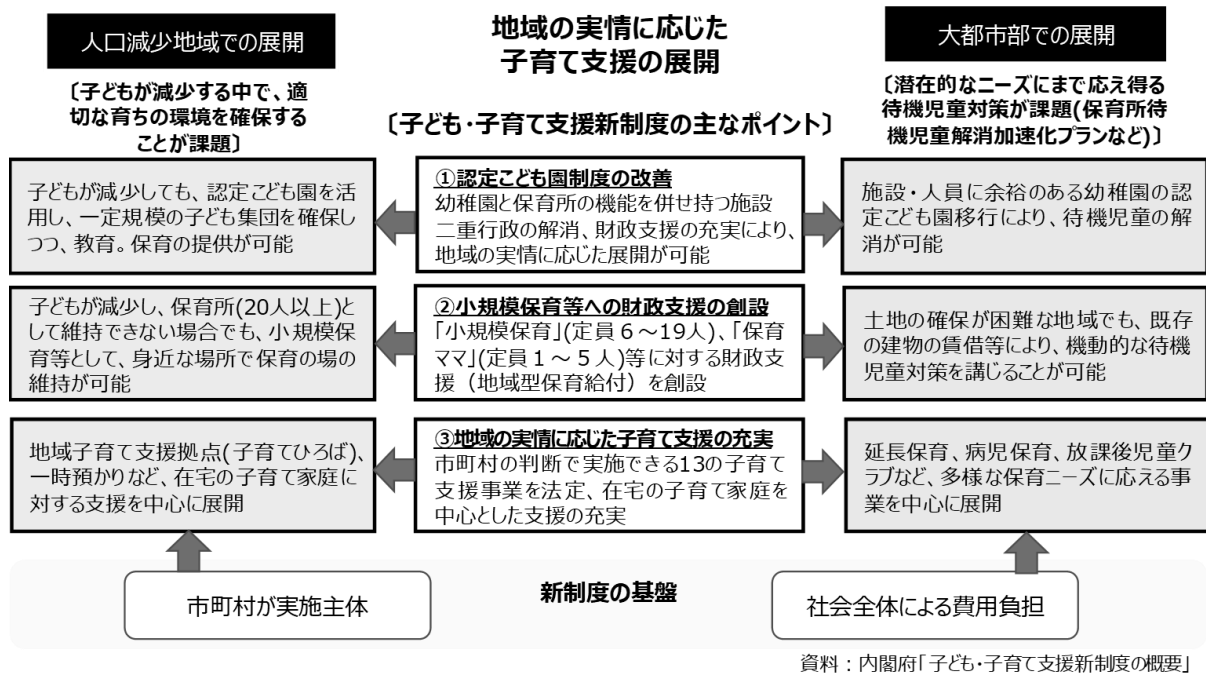 地域の実情に応じた
子育て支援の展開
人口減少地域での展開
〔子どもが減少する中で、適
切な育ちの環境を確保する
ことが課題〕
〔子ども・子育て支援新制度の主なポイント〕
大都市部での展開
〔潜在的なニーズにまで応え得る
待機児童対策が課題(保育所待
機児童解消加速化プランなど)〕
子どもが減少しても、認定こども園を活
用し、一定規模の子ども集団を確保し
つつ、教育。保育の提供が可能
①認定こども園制度の改善
幼稚園と保育所の機能を併せ持つ施設
二重行政の解消、財政支援の充実により、
地域の実情に応じた展開が可能
施設・人員に余裕のある幼稚園の認
定こども園移行により、待機児童の解
消が可能
子どもが減少し、保育所(20人以上)と
して維持できない場合でも、小規模保
育等として、身近な場所で保育の場の
維持が可能
②小規模保育等への財政支援の創設
「小規模保育」(定員6～19人)、「保育
ママ」(定員1～5人)等に対する財政支
援（地域型保育給付）を創設
土地の確保が困難な地域でも、既存
の建物の賃借等により、機動的な待機
児童対策を講じることが可能
地域子育て支援拠点(子育てひろば)、
一時預かりなど、在宅の子育て家庭に
対する支援を中心に展開
③地域の実情に応じた子育て支援の充実
市町村の判断で実施できる13の子育て
支援事業を法定、在宅の子育て家庭を
中心とした支援の充実
延長保育、病児保育、放課後児童ク
ラブなど、多様な保育ニーズに応える事
業を中心に展開
市町村が実施主体
新制度の基盤
社会全体による費用負担
資料：内閣府「子ども・子育て支援新制度の概要」